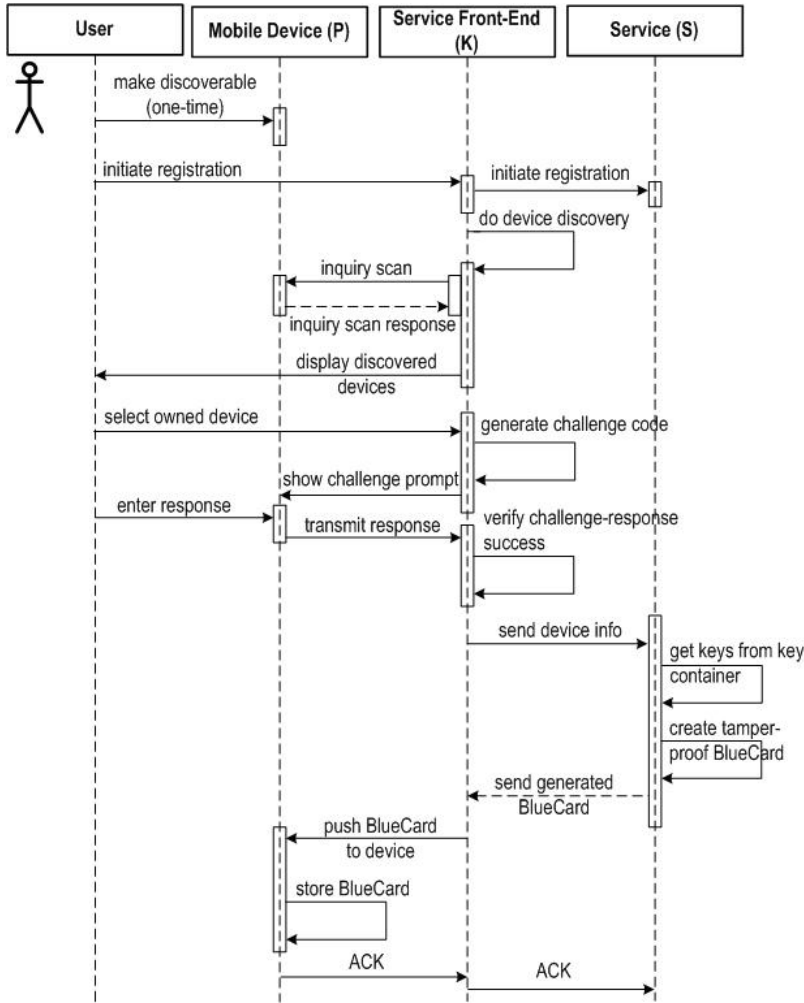 User
Mobile Device (P)
Service Front-End
(K)
Service (S)
make discoverable
(one-time)
initiate registration
initiate registration
do device discovery
inquiry scan
inquiry scan response
display discovered
devices
select owned device
generate challenge code
show challenge prompt
enter response
transmit response
verify challenge-response
success
send device info
get keys from key
container
create tamper-
proof BlueCard
send generated
BlueCard
push BlueCard
to device
store BlueCard
ACK
ACK